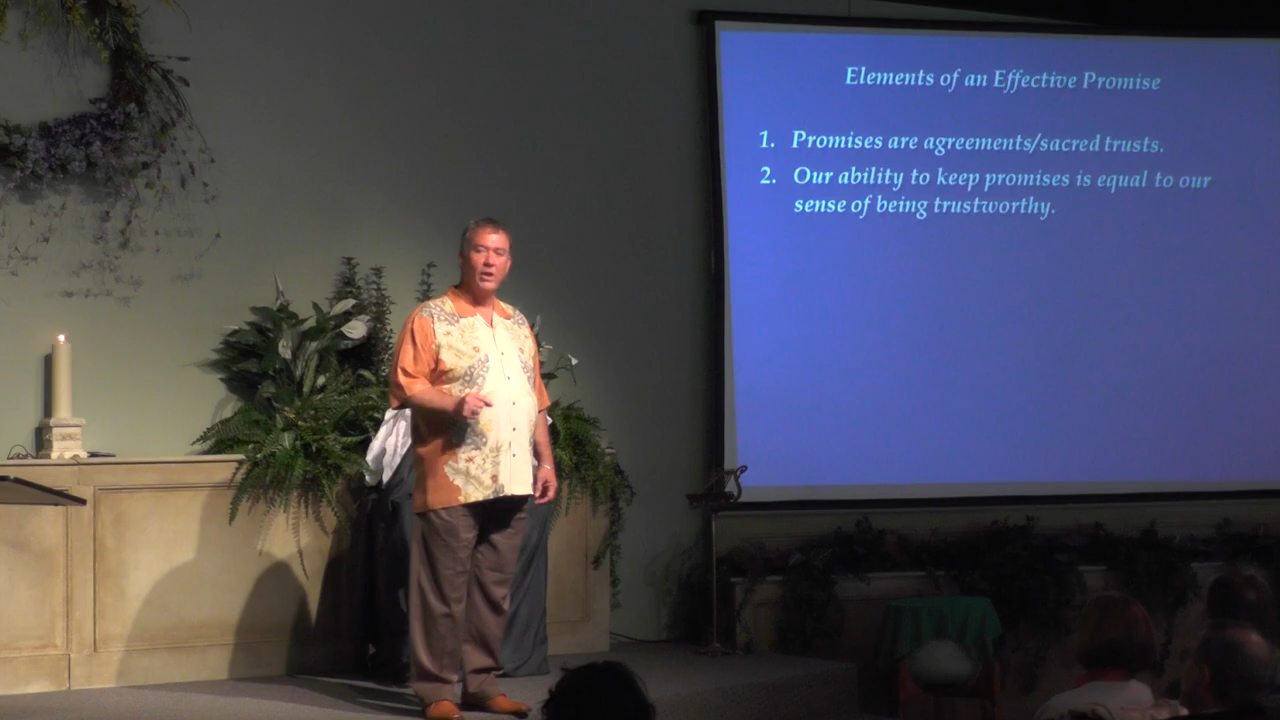 Elements of an Effective Promise
1. Promises are agreements/sacred trusts.
2. Our ability to keep promises is equal to our
sense of being trustworthy.